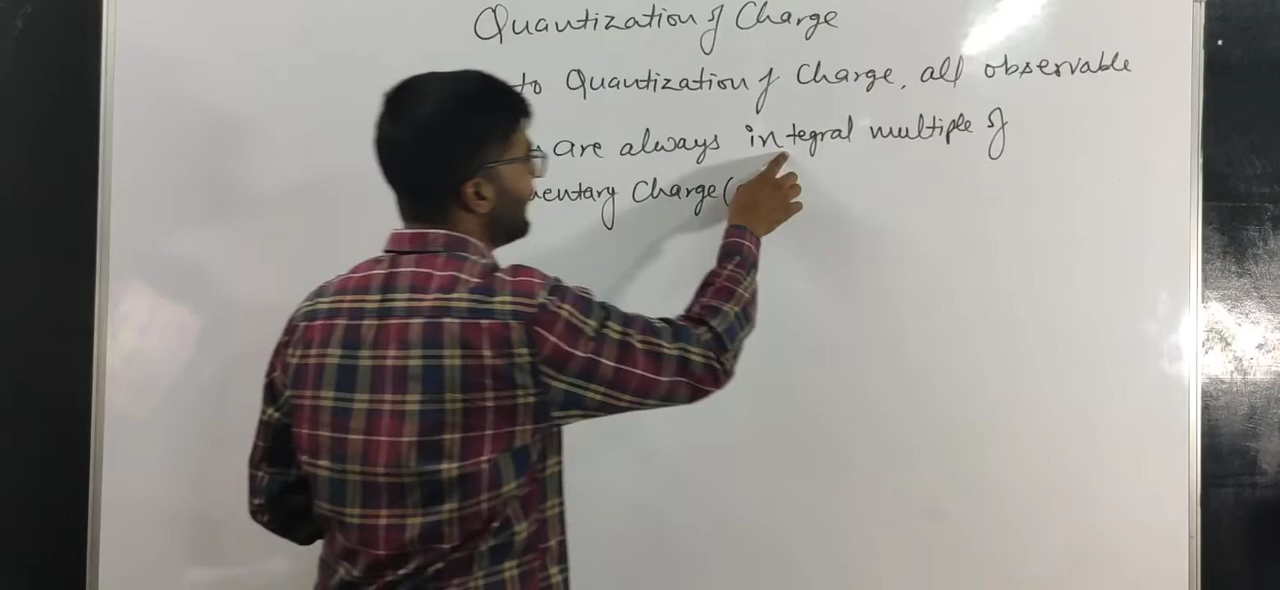 Quantization of Charge
to Quantization of Charge, all observable
are always integral multiple of
mentary Charge(